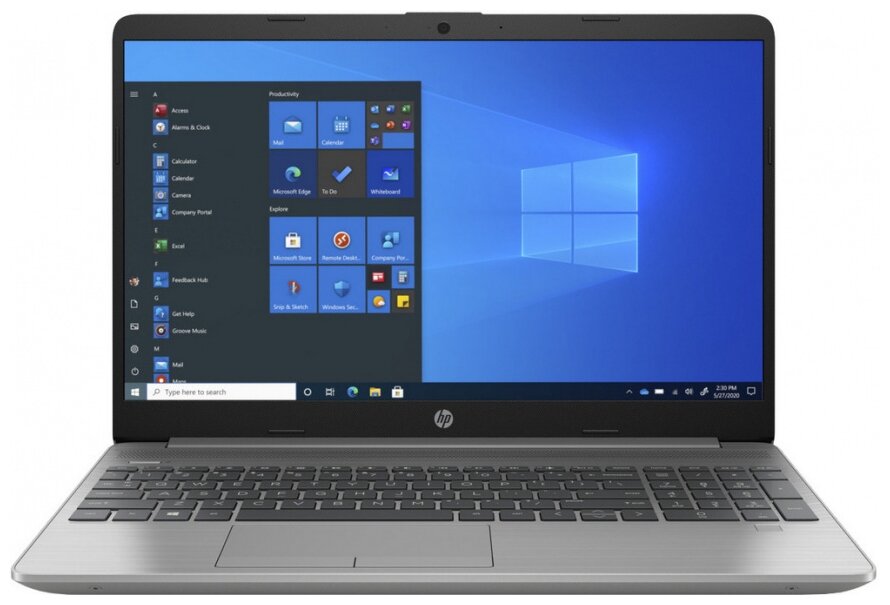 A
Access
Alarms & Clock
C
Calculator
Calendar
Camera
Company Portal
E
Excel
F
Feedback Hub
G
Get Help
Groove Music
M
Mail
Maps
Productivity
Mail
Calendar
Microsoft Edge
To Do
Whiteboard
Explore
Microsoft Store
Remote Deskt...
Company Por...
Snip & Sketch
Windows Sec...
Type here to search
2:30 PM
5/27/2020
hp